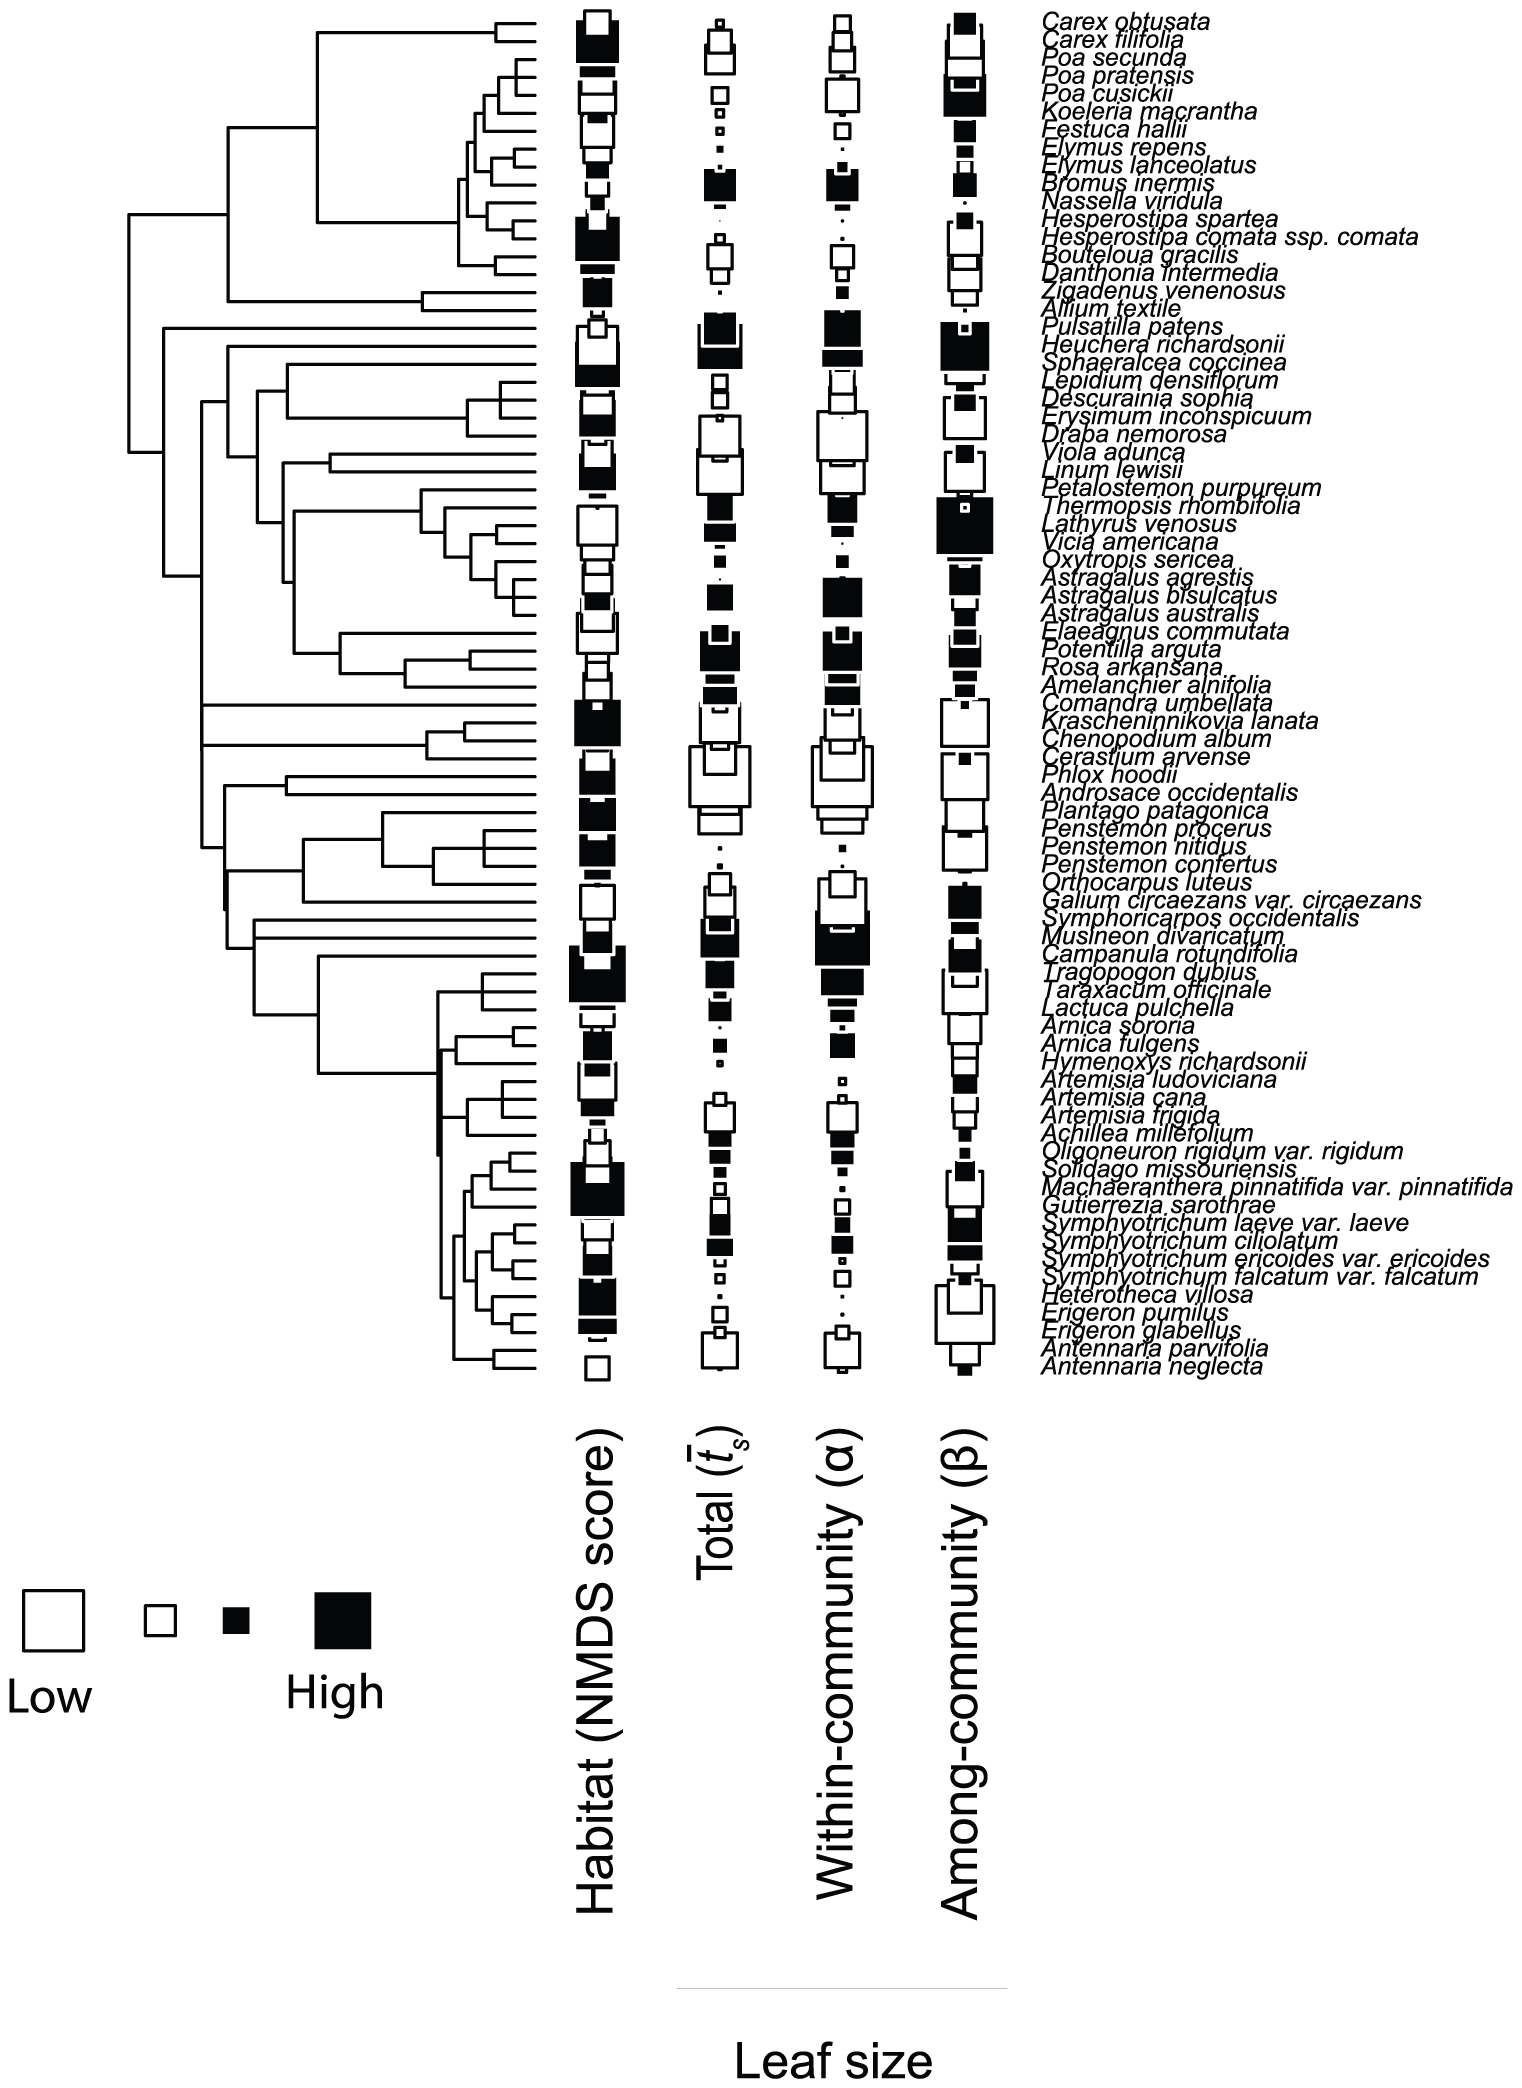 Carex obtusata
Carex filifolia
Poa secunda
Poa pratensis
Poa cusickii
Koeleria macrantha
Festuca hallii
Elymus repens
Elymus lanceolatus
Bromus inermis
Nassella viridula
Hesperostipa spartea
Hesperostipa comata ssp. comata
Bouteloua gracilis
Danthonia intermedia
Zigadenus venenosus
Allium textile
Pulsatilla patens
Heuchera richardsonii
Sphaeralcea coccinea
Lepidium densiflorum
Descurainia sophia
Erysimum inconspicuum
Draba nemorosa
Viola adunca
Linum lewisii
Petalostemon purpureum
Thermopsis rhombifolia
Lathyrus venosus
Vicia americana
Oxytropis sericea
Astragalus agrestis
Astragalus bisulcatus
Astragalus australis
Elaeagnus commutata
Potentilla arguta
Rosa arkansana
Amelanchier alnifolia
Comandra umbellata
Krascheninnikovia lanata
Chenopodium album
Cerastium arvense
Phlox hoodii
Androsace occidentalis
Plantago patagonica
Penstemon procerus
Penstemon nitidus
Penstemon confertus
Orthocarpus luteus
Galium circaezans var. circaezans
Symphoricarpos occidentalis
Musineon divaricatum
Campanula rotundifolia
Tragopogon dubius
Taraxacum officinale
Lactuca pulchella
Arnica sororia
Arnica fulgens
Hymenoxys richardsonii
Artemisia ludoviciana
Artemisia cana
Artemisia frigida
Achillea millefolium
Oligoneuron rigidum var. rigidum
Solidago missouriensis
Machaeranthera pinnatifida var. pinnatifida
Gutierrezia sarothrae
Symphyotrichum laeve var. laeve
Symphyotrichum ciliolatum
Symphyotrichum ericoides var. ericoides
Symphyotrichum falcatum var. falcatum
Heterotheca villosa
Erigeron pumilus
Erigeron glabellus
Antennaria parvifolia
Antennaria neglecta
Habitat (NMDS score)
Total (t̄s)
Within-community (α)
Among-community (β)
Low
High
Leaf size